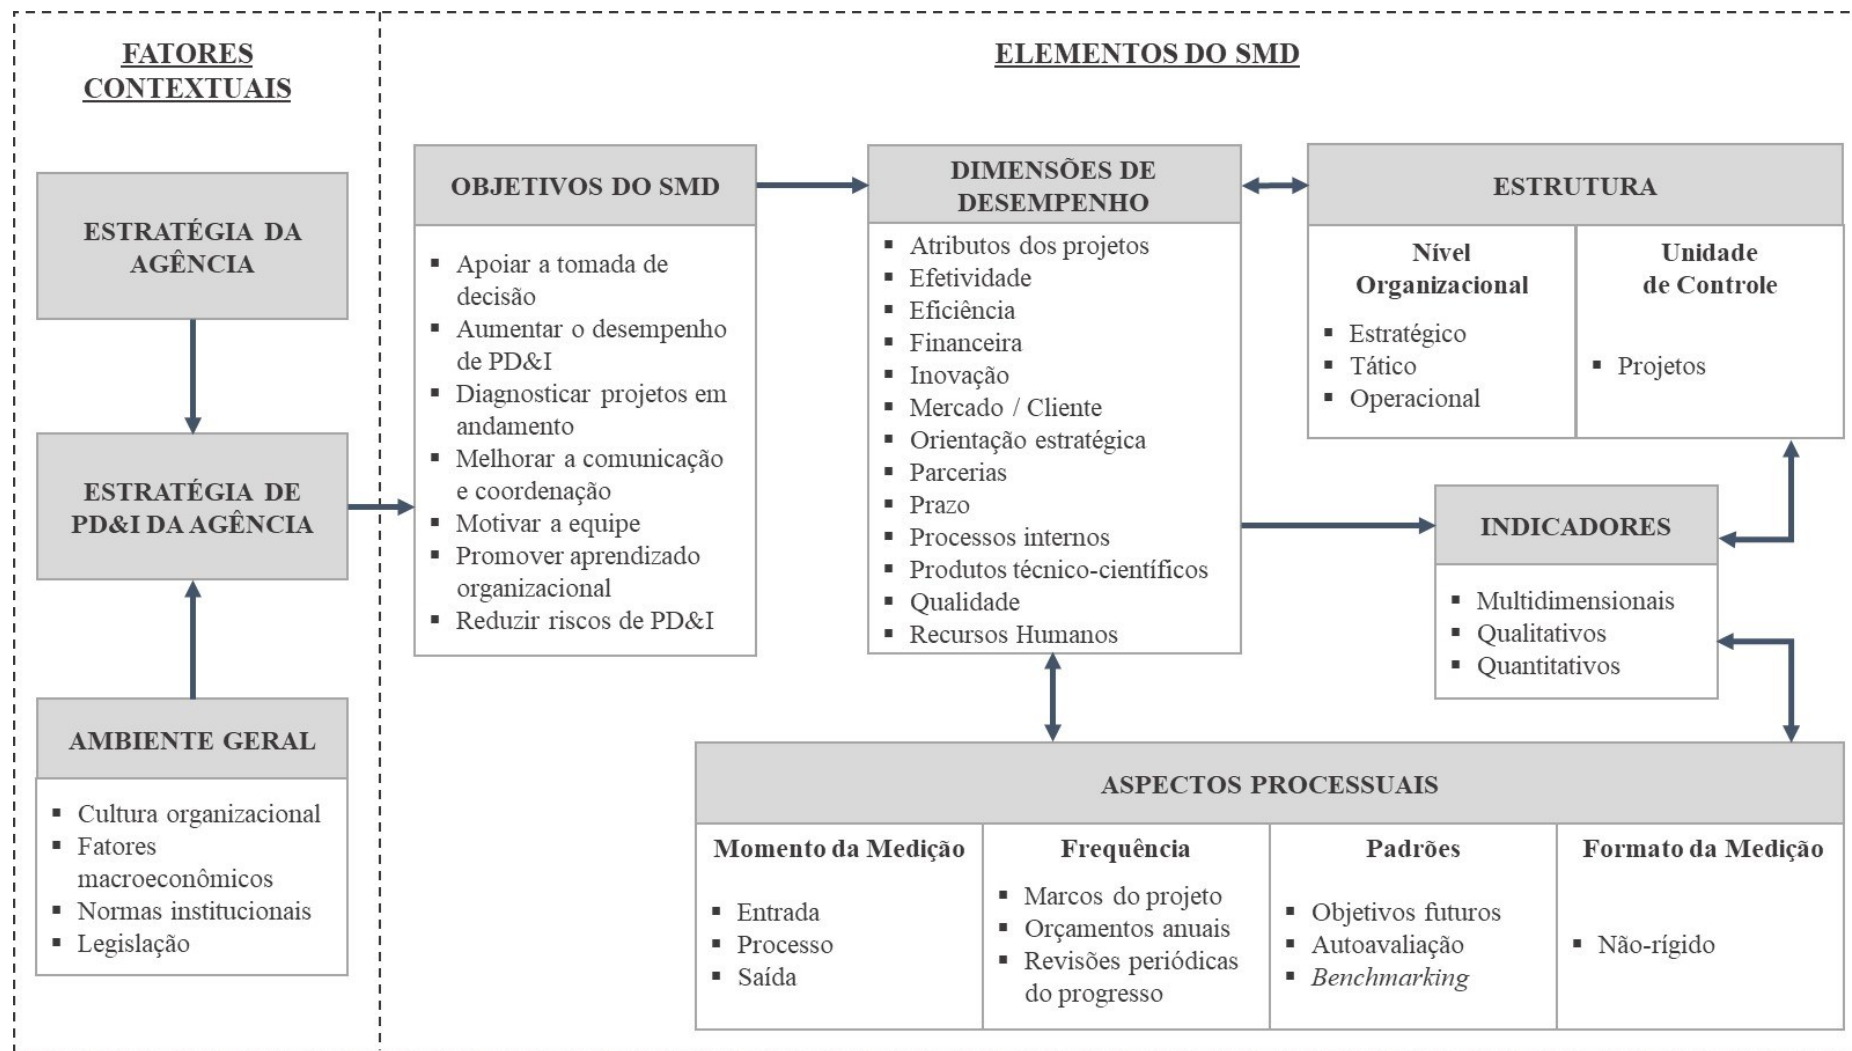 FATORES
CONTEXTUAIS
ESTRATÉGIA DA
AGÊNCIA
ESTRATÉGIA DE
PD&I DA AGÊNCIA
AMBIENTE GERAL
▪ Cultura organizacional
▪ Fatores
macroeconômicos
▪ Normas institucionais
▪ Legislação
ELEMENTOS DO SMD
OBJETIVOS DO SMD
▪ Apoiar a tomada de
decisão
▪ Aumentar o desempenho
de PD&I
▪ Diagnosticar projetos em
andamento
▪ Melhorar a comunicação
e coordenação
▪ Motivar a equipe
▪ Promover aprendizado
organizacional
▪ Reduzir riscos de PD&I
DIMENSÕES DE
DESEMPENHO
▪ Atributos dos projetos
▪ Efetividade
▪ Eficiência
▪ Financeira
▪ Inovação
▪ Mercado / Cliente
▪ Orientação estratégica
▪ Parcerias
▪ Prazo
▪ Processos internos
▪ Produtos técnico-científicos
▪ Qualidade
▪ Recursos Humanos
ESTRUTURA
Nível
Organizacional
▪ Estratégico
▪ Tático
▪ Operacional
Unidade
de Controle
▪ Projetos
INDICADORES
▪ Multidimensionais
▪ Qualitativos
▪ Quantitativos
ASPECTOS PROCESSUAIS
Momento da Medição
▪ Entrada
▪ Processo
▪ Saída
Frequência
▪ Marcos do projeto
▪ Orçamentos anuais
▪ Revisões periódicas
do progresso
Padrões
▪ Objetivos futuros
▪ Autoavaliação
▪ Benchmarking
Formato da Medição
▪ Não-rígido